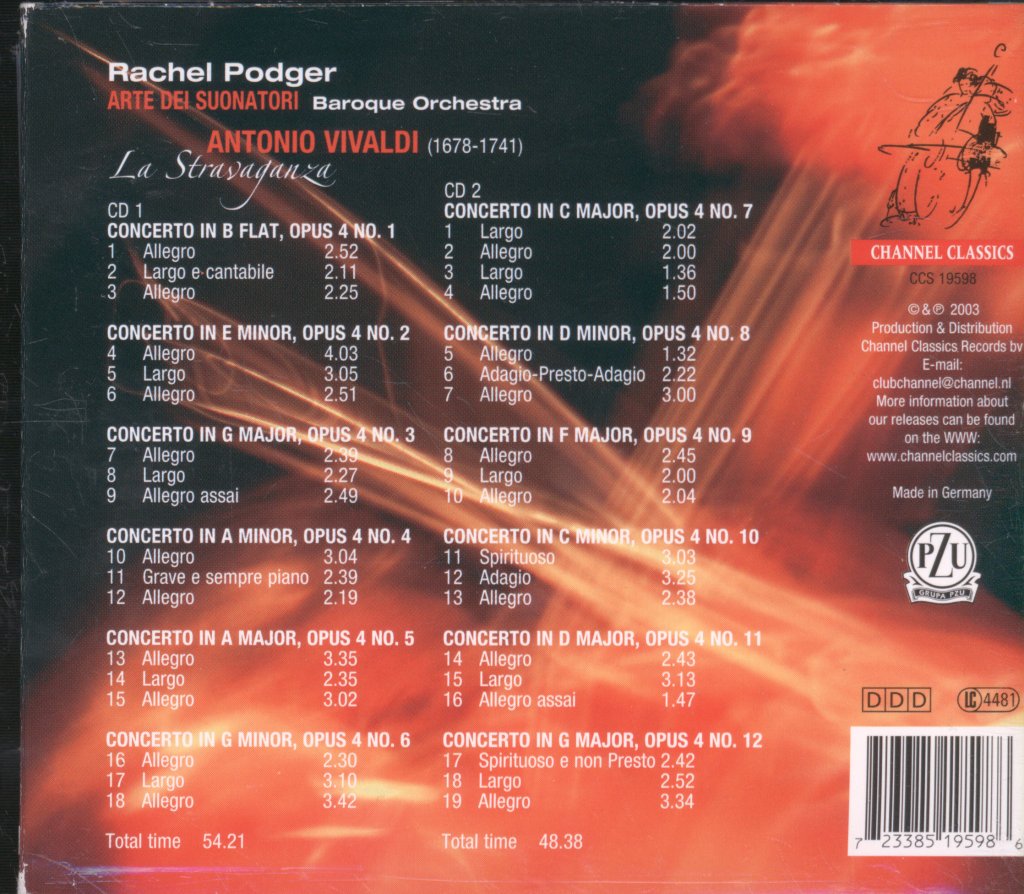 Rachel Podger
ARTE DEI SUONATORI Baroque Orchestra
ANTONIO VIVALDI (1678-1741)
La Stravaganza
CD 1
CONCERTO IN B FLAT, OPUS 4 NO. 1
1 Allegro 2.52
2 Largo e cantabile 2.11
3 Allegro 2.25
CONCERTO IN E MINOR, OPUS 4 NO. 2
4 Allegro 4.03
5 Largo 3.05
6 Allegro 2.51
CONCERTO IN G MAJOR, OPUS 4 NO. 3
7 Allegro 2.39
8 Largo 2.27
9 Allegro assai 2.49
CONCERTO IN A MINOR, OPUS 4 NO. 4
10 Allegro 3.04
11 Grave e sempre piano 2.39
12 Allegro 2.19
CONCERTO IN A MAJOR, OPUS 4 NO. 5
13 Allegro 3.35
14 Largo 2.35
15 Allegro 3.02
CONCERTO IN G MINOR, OPUS 4 NO. 6
16 Allegro 2.30
17 Largo 3.10
18 Allegro 3.42
Total time 54.21
CD 2
CONCERTO IN C MAJOR, OPUS 4 NO. 7
1 Largo 2.02
2 Allegro 2.00
3 Largo 1.36
4 Allegro 1.50
CONCERTO IN D MINOR, OPUS 4 NO. 8
5 Allegro 1.32
6 Adagio-Presto-Adagio 2.22
7 Allegro 3.00
CONCERTO IN F MAJOR, OPUS 4 NO. 9
8 Allegro 2.45
9 Largo 2.00
10 Allegro 2.04
CONCERTO IN C MINOR, OPUS 4 NO. 10
11 Spirituoso 3.03
12 Adagio 3.25
13 Allegro 2.38
CONCERTO IN D MAJOR, OPUS 4 NO. 11
14 Allegro 2.43
15 Largo 3.13
16 Allegro assai 1.47
CONCERTO IN G MAJOR, OPUS 4 NO. 12
17 Spirituoso e non Presto 2.42
18 Largo 2.52
19 Allegro 3.34
Total time 48.38
CHANNEL CLASSICS
CCS 19598
©&℗ 2003
Production & Distribution
Channel Classics Records bv
E-mail:
clubchannel@channel.nl
More information about
our releases can be found
on the WWW:
www.channelclassics.com
Made in Germany
PZU
GRUPA PZU
DDD
LC 4481
7 23385 19598 6